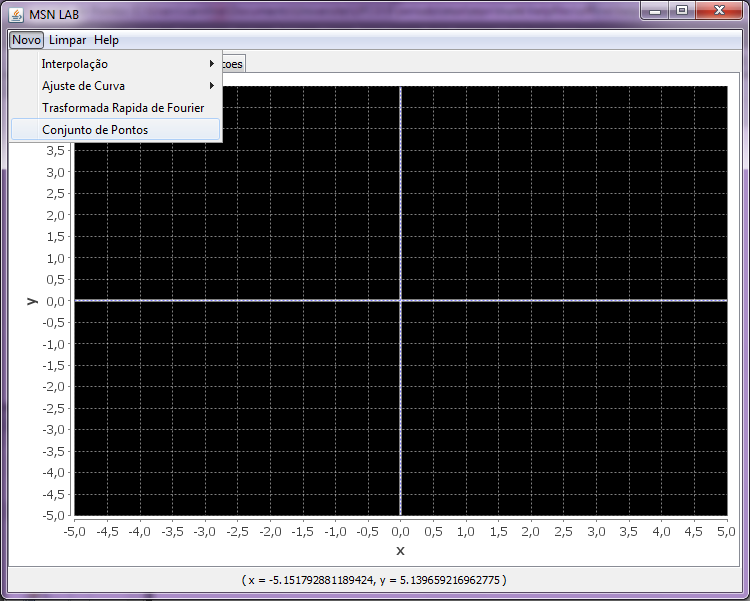 MSN LAB
Novo Limpar Help
Interpolação
Ajuste de Curva
Trasformada Rapida de Fourier
Conjunto de Pontos
coes
3,5
3,0
2,5
2,0
1,5
1,0
0,5
0,0
-0,5
-1,0
-1,5
-2,0
-2,5
-3,0
-3,5
-4,0
-4,5
-5,0
y
-5,0 -4,5 -4,0 -3,5 -3,0 -2,5 -2,0 -1,5 -1,0 -0,5 0,0 0,5 1,0 1,5 2,0 2,5 3,0 3,5 4,0 4,5 5,0
x
( x = -5.151792881189424, y = 5.139659216962775 )